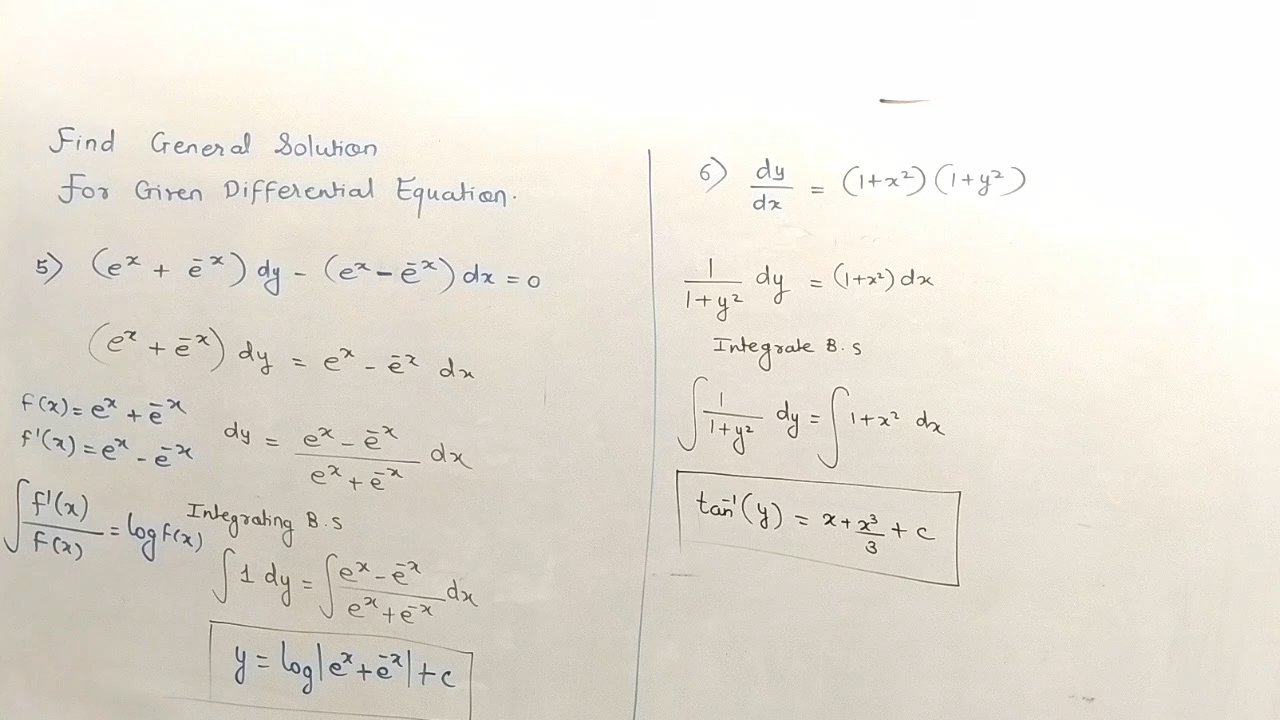 Find General Solution
For Given Differential Equation.
5) (eˣ + e⁻ˣ) dy - (eˣ - e⁻ˣ) dx = 0
(eˣ + e⁻ˣ) dy = eˣ - e⁻ˣ dx
f(x) = eˣ + e⁻ˣ
f'(x) = eˣ - e⁻ˣ
dy = (eˣ - e⁻ˣ)/(eˣ + e⁻ˣ) dx
∫ f'(x)/f(x) = log f(x)
Integrating B.s
∫ 1 dy = ∫ (eˣ - e⁻ˣ)/(eˣ + e⁻ˣ) dx
y = log|eˣ + e⁻ˣ| + c
6) dy/dx = (1+x²)(1+y²)
1/(1+y²) dy = (1+x²) dx
Integrate B.s
∫ 1/(1+y²) dy = ∫ 1+x² dx
tan⁻¹(y) = x + x³/3 + c